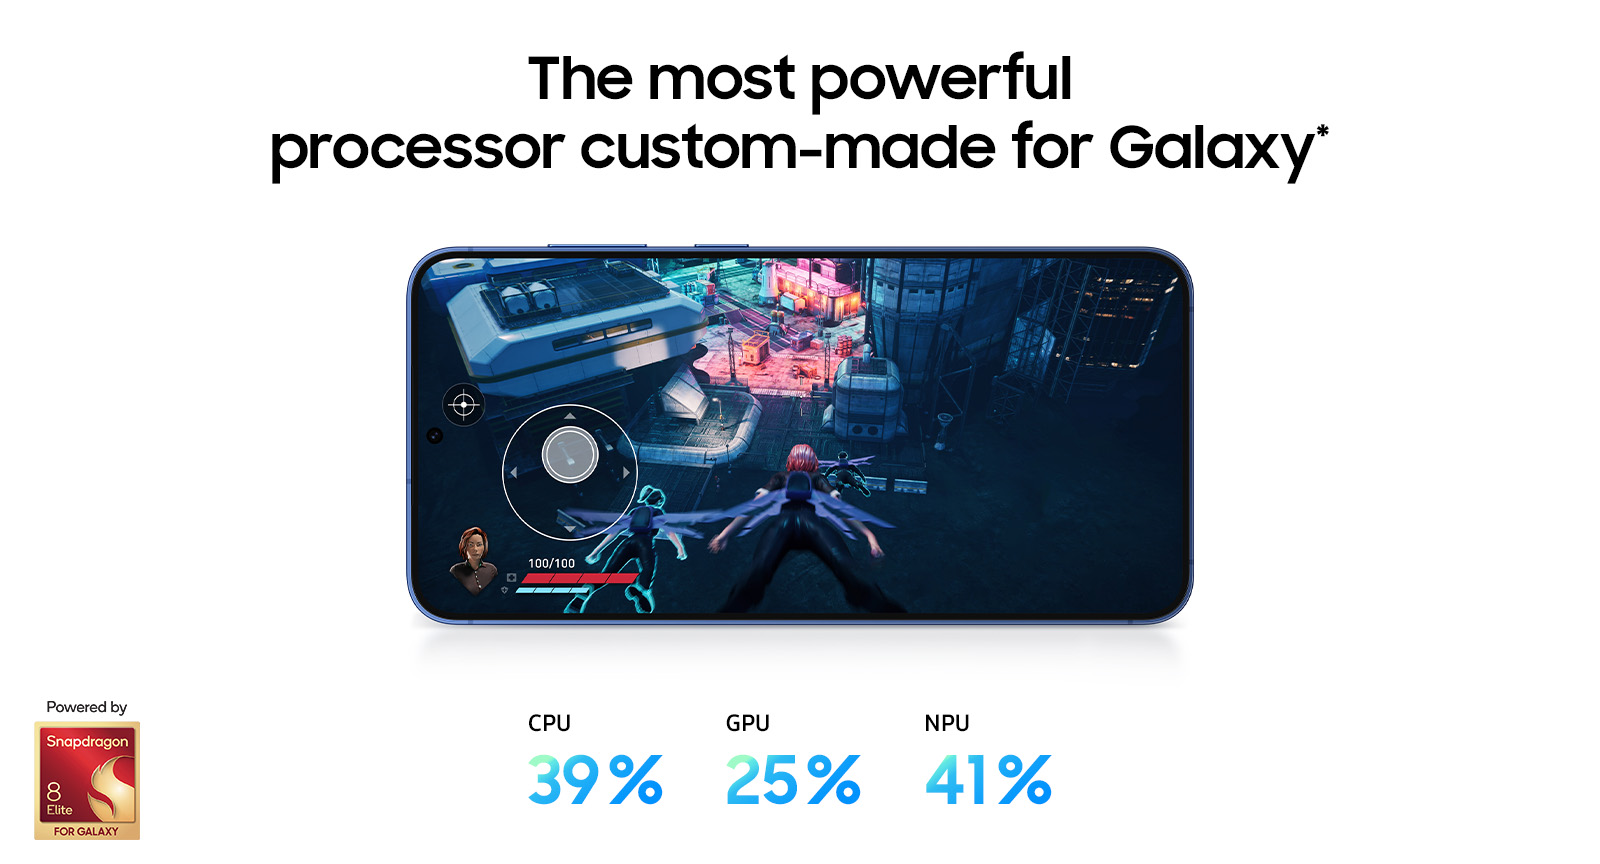 The most powerful
processor custom-made for Galaxy*
100/100
Powered by
Snapdragon
8
Elite
FOR GALAXY
CPU
39%
GPU
25%
NPU
41%